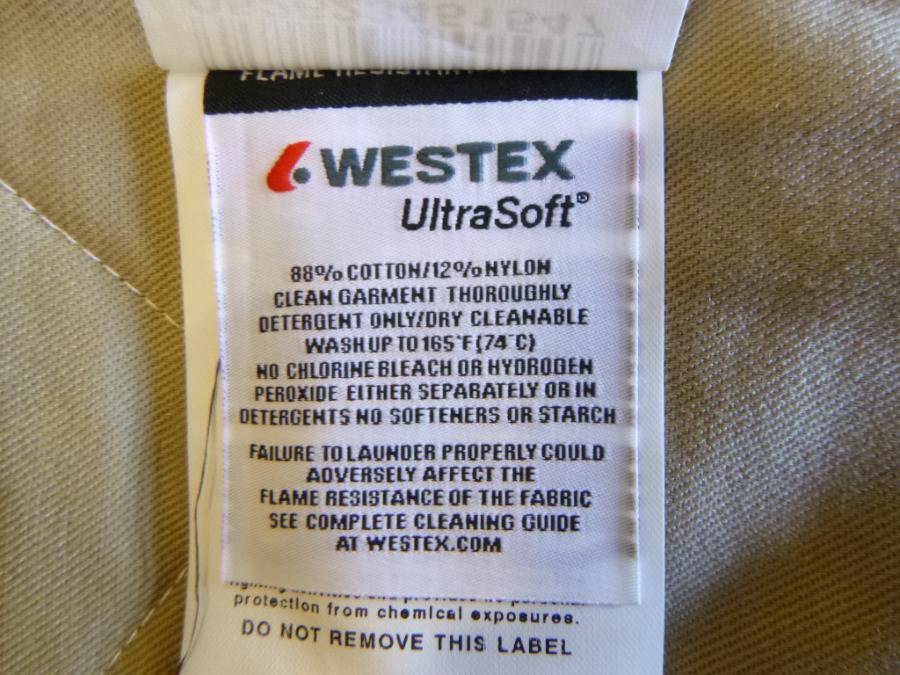 FLAME RESISTANT
WESTEX
UltraSoft®
88% COTTON/12% NYLON
CLEAN GARMENT THOROUGHLY
DETERGENT ONLY/DRY CLEANABLE
WASH UP TO 165°F (74°C)
NO CHLORINE BLEACH OR HYDROGEN
PEROXIDE EITHER SEPARATELY OR IN
DETERGENTS NO SOFTENERS OR STARCH
FAILURE TO LAUNDER PROPERLY COULD
ADVERSELY AFFECT THE
FLAME RESISTANCE OF THE FABRIC
SEE COMPLETE CLEANING GUIDE
AT WESTEX.COM
protection from chemical exposures.
DO NOT REMOVE THIS LABEL